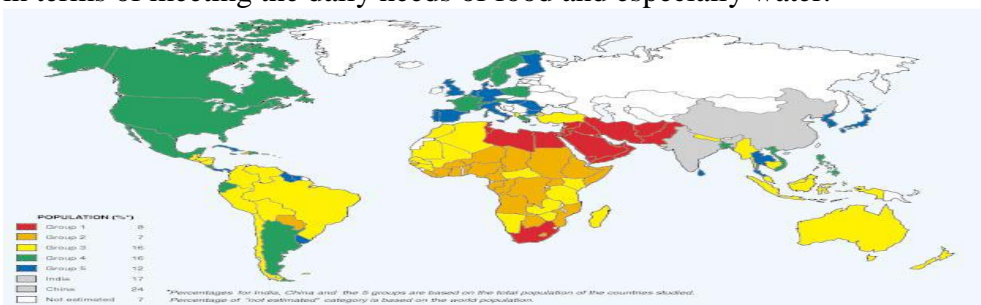 in terms of meeting the daily needs of food and especially water.
POPULATION (%*)
Group 1 8
Group 2 7
Group 3 16
Group 4 16
Group 5 12
India 17
China 24
Not estimated 7
*Percentages for India, China and the 5 groups are based on the total population of the countries studied.
Percentage of "not estimated" category is based on the world population.